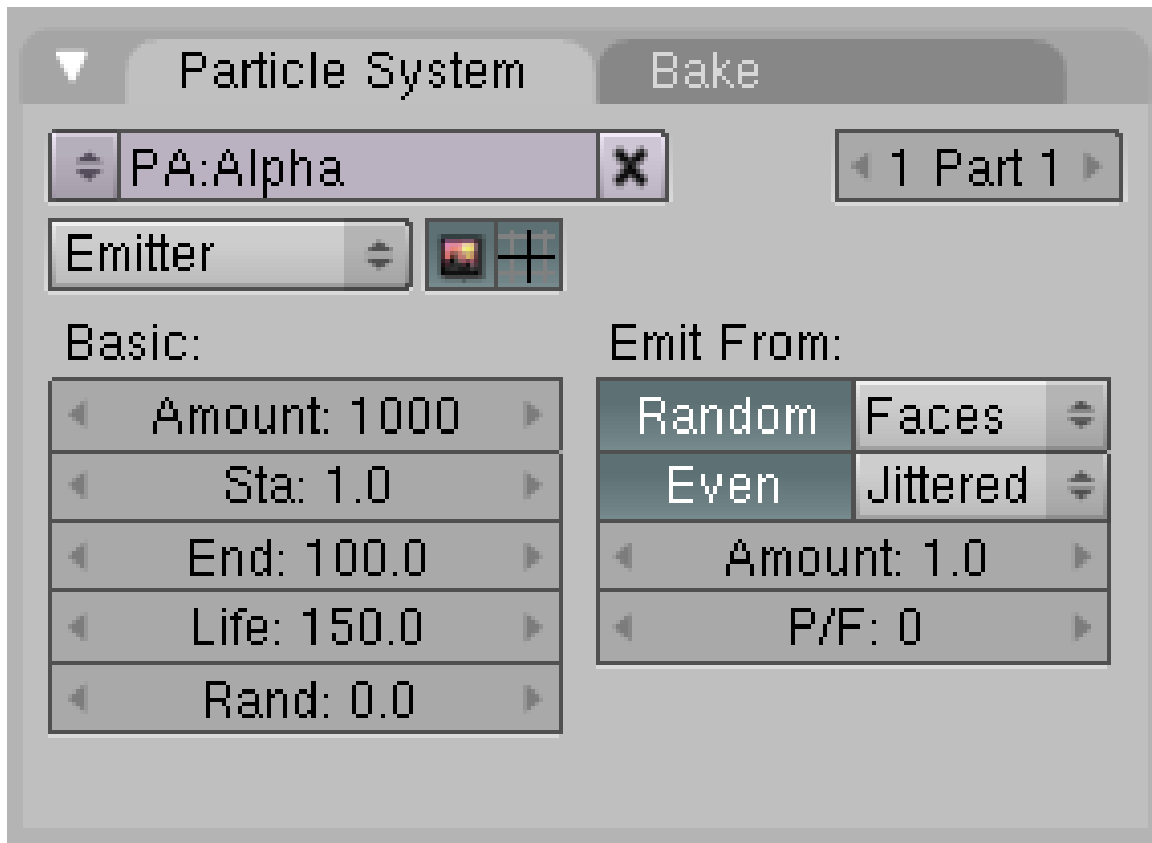 Particle System Bake
PA:Alpha 1 Part 1
Emitter
Basic: Emit From:
Amount: 1000 Random Faces
Sta: 1.0 Even Jittered
End: 100.0 Amount: 1.0
Life: 150.0 P/F: 0
Rand: 0.0